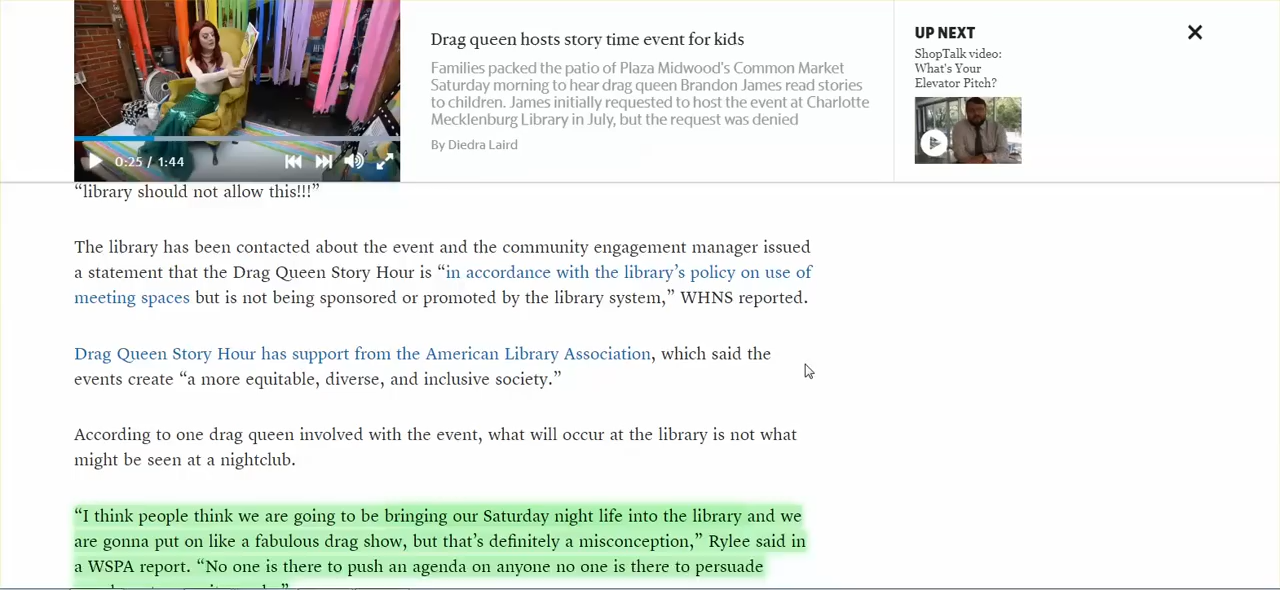 Drag queen hosts story time event for kids
Families packed the patio of Plaza Midwood's Common Market
Saturday morning to hear drag queen Brandon James read stories
to children. James initially requested to host the event at Charlotte
Mecklenburg Library in July, but the request was denied
By Diedra Laird
0:25 / 1:44
UP NEXT
ShopTalk video:
What's Your
Elevator Pitch?
“library should not allow this!!!”
The library has been contacted about the event and the community engagement manager issued
a statement that the Drag Queen Story Hour is “in accordance with the library’s policy on use of
meeting spaces but is not being sponsored or promoted by the library system,” WHNS reported.
Drag Queen Story Hour has support from the American Library Association, which said the
events create “a more equitable, diverse, and inclusive society.”
According to one drag queen involved with the event, what will occur at the library is not what
might be seen at a nightclub.
“I think people think we are going to be bringing our Saturday night life into the library and we
are gonna put on like a fabulous drag show, but that’s definitely a misconception,” Rylee said in
a WSPA report. “No one is there to push an agenda on anyone no one is there to persuade